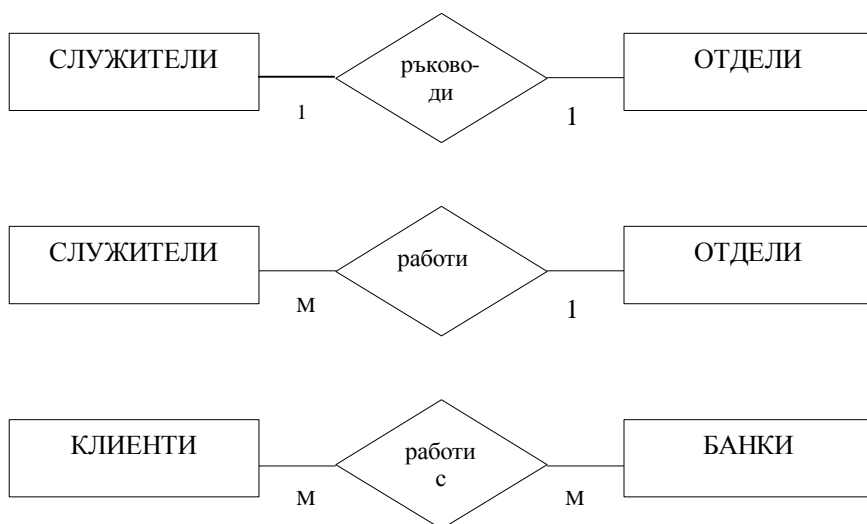 СЛУЖИТЕЛИ
ръково-
ди
ОТДЕЛИ
1
1
СЛУЖИТЕЛИ
работи
ОТДЕЛИ
М
1
КЛИЕНТИ
работи
с
БАНКИ
М
М